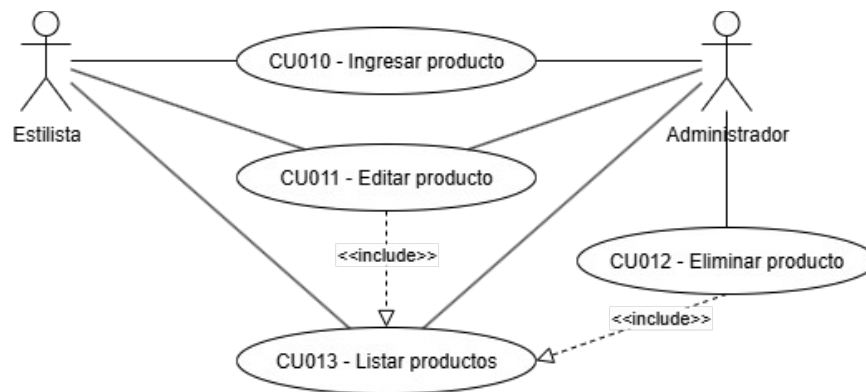 CU010 - Ingresar producto
Estilista
Administrador
CU011 - Editar producto
<<include>>
CU012 - Eliminar producto
<<include>>
CU013 - Listar productos